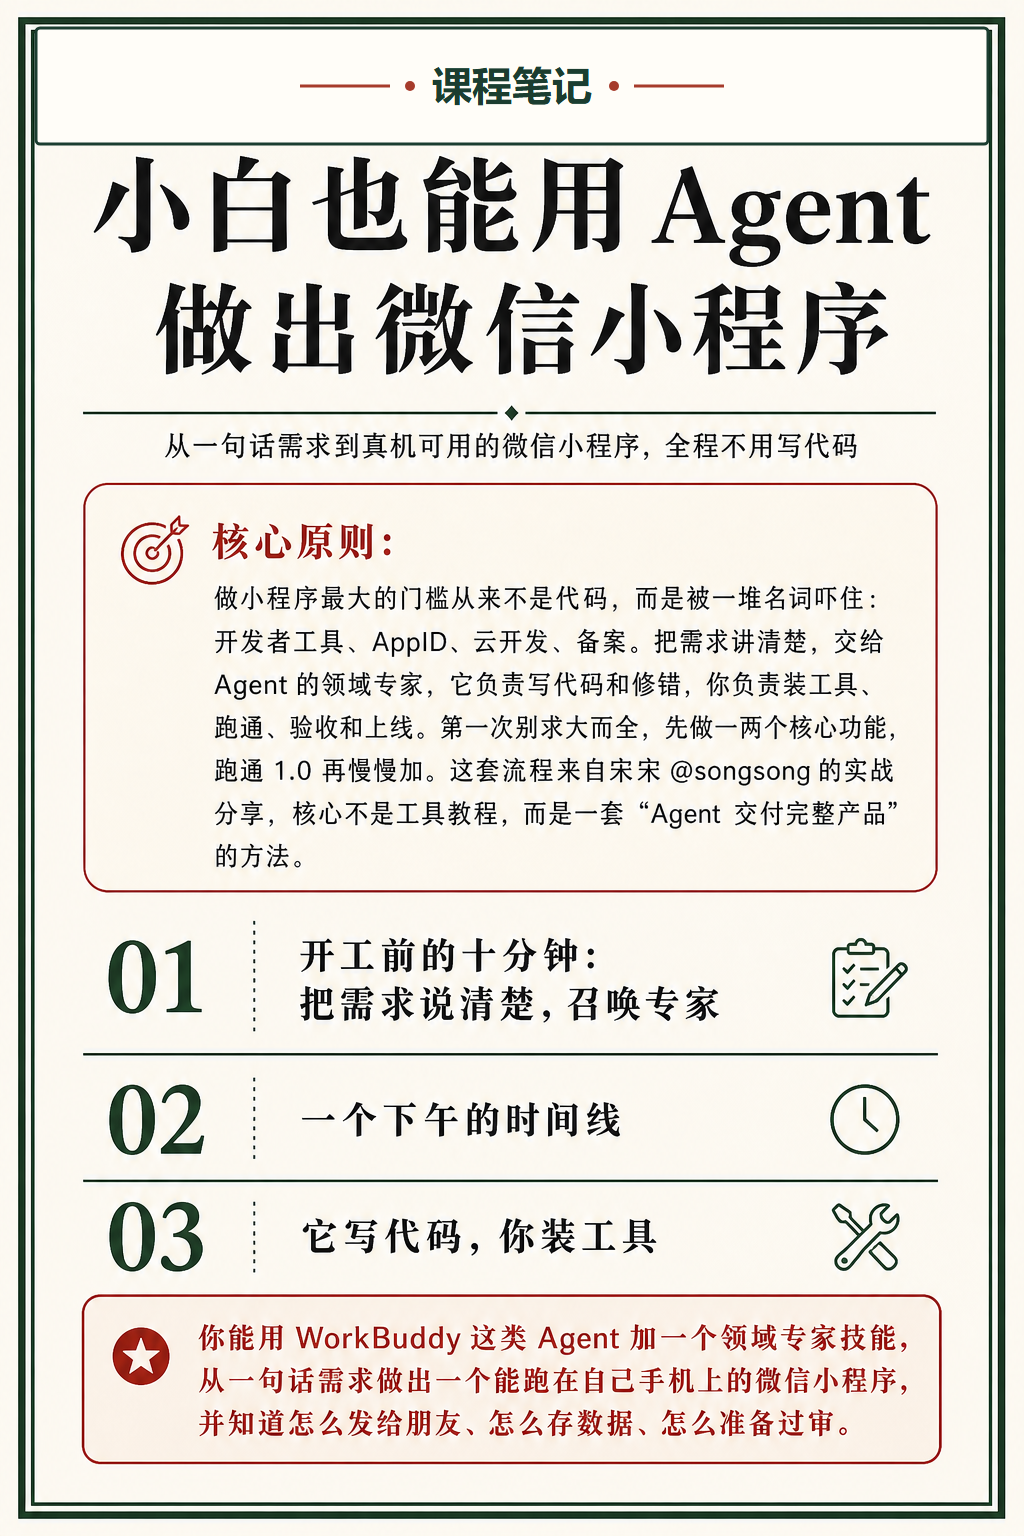 课程笔记
小白也能用 Agent
做出微信小程序
从一句话需求到真机可用的微信小程序，全程不用写代码
核心原则：
做小程序最大的门槛从来不是代码，而是被一堆名词吓住：
开发者工具、AppID、云开发、备案。把需求讲清楚，交给
Agent 的领域专家，它负责写代码和修错，你负责装工具、
跑通、验收和上线。第一次别求大而全，先做一两个核心功能，
跑通 1.0 再慢慢加。这套流程来自宋宋 @songsong 的实战
分享，核心不是工具教程，而是一套“Agent 交付完整产品”
的方法。
01
开工前的十分钟：
把需求说清楚，召唤专家
02
一个下午的时间线
03
它写代码，你装工具
你能用 WorkBuddy 这类 Agent 加一个领域专家技能，
从一句话需求做出一个能跑在自己手机上的微信小程序，
并知道怎么发给朋友、怎么存数据、怎么准备过审。